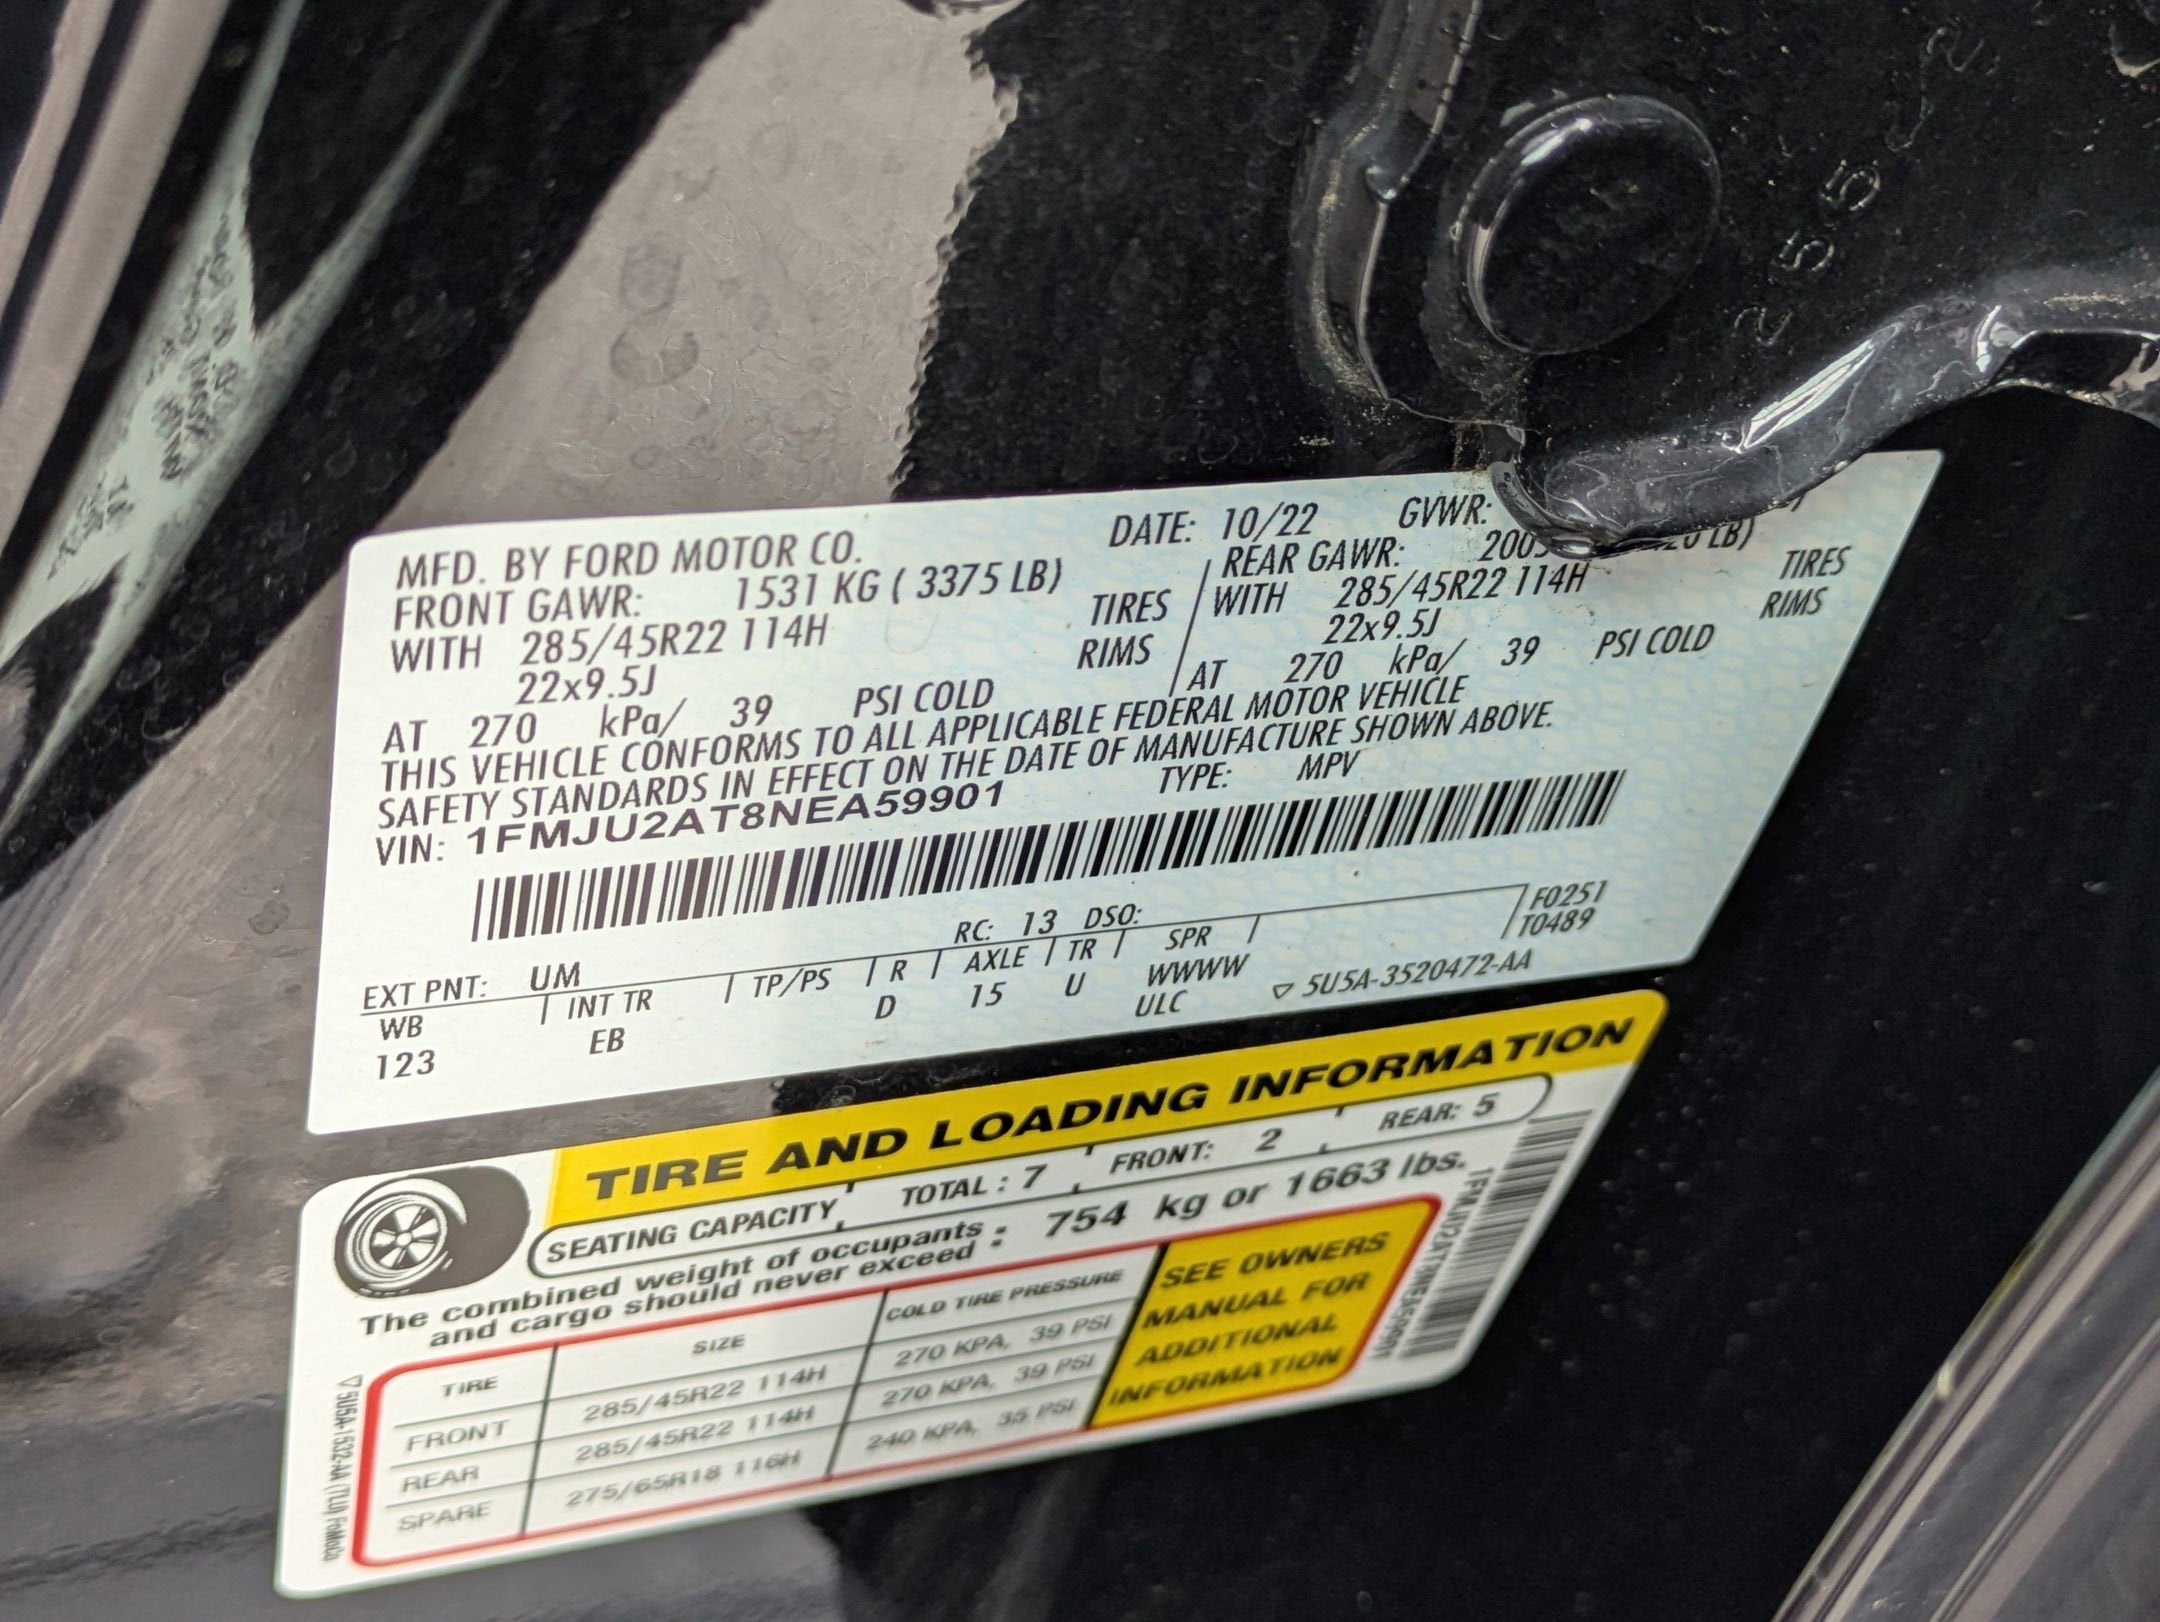 MFD. BY FORD MOTOR CO.
DATE: 10/22
GVWR:
FRONT GAWR: 1531 KG ( 3375 LB)
WITH 285/45R22 114H TIRES
22x9.5J RIMS
AT 270 kPa/ 39 PSI COLD
REAR GAWR: LB)
WITH 285/45R22 114H TIRES
22x9.5J RIMS
AT 270 kPa/ 39 PSI COLD
THIS VEHICLE CONFORMS TO ALL APPLICABLE FEDERAL MOTOR VEHICLE
SAFETY STANDARDS IN EFFECT ON THE DATE OF MANUFACTURE SHOWN ABOVE.
VIN: 1FMJU2AT8NEA59901
TYPE: MPV
F0251
T0489
RC: 13 DSO:
EXT PNT: UM
WB INT TR TP/PS R AXLE TR SPR
123 EB D 15 U WWWW
ULC
5U5A-3520472-AA
TIRE AND LOADING INFORMATION
SEATING CAPACITY TOTAL : 7 FRONT: 2 REAR: 5
The combined weight of occupants
and cargo should never exceed : 754 kg or 1663 lbs.
TIRE SIZE COLD TIRE PRESSURE
FRONT 285/45R22 114H 270 KPA, 39 PSI
REAR 285/45R22 114H 270 KPA, 39 PSI
SPARE 275/65R18 116H 240 KPA, 35 PSI
SEE OWNERS
MANUAL FOR
ADDITIONAL
INFORMATION
1FMJU2AT8NEA59901
5U5A-1532-AA (TLU) FoMoCo